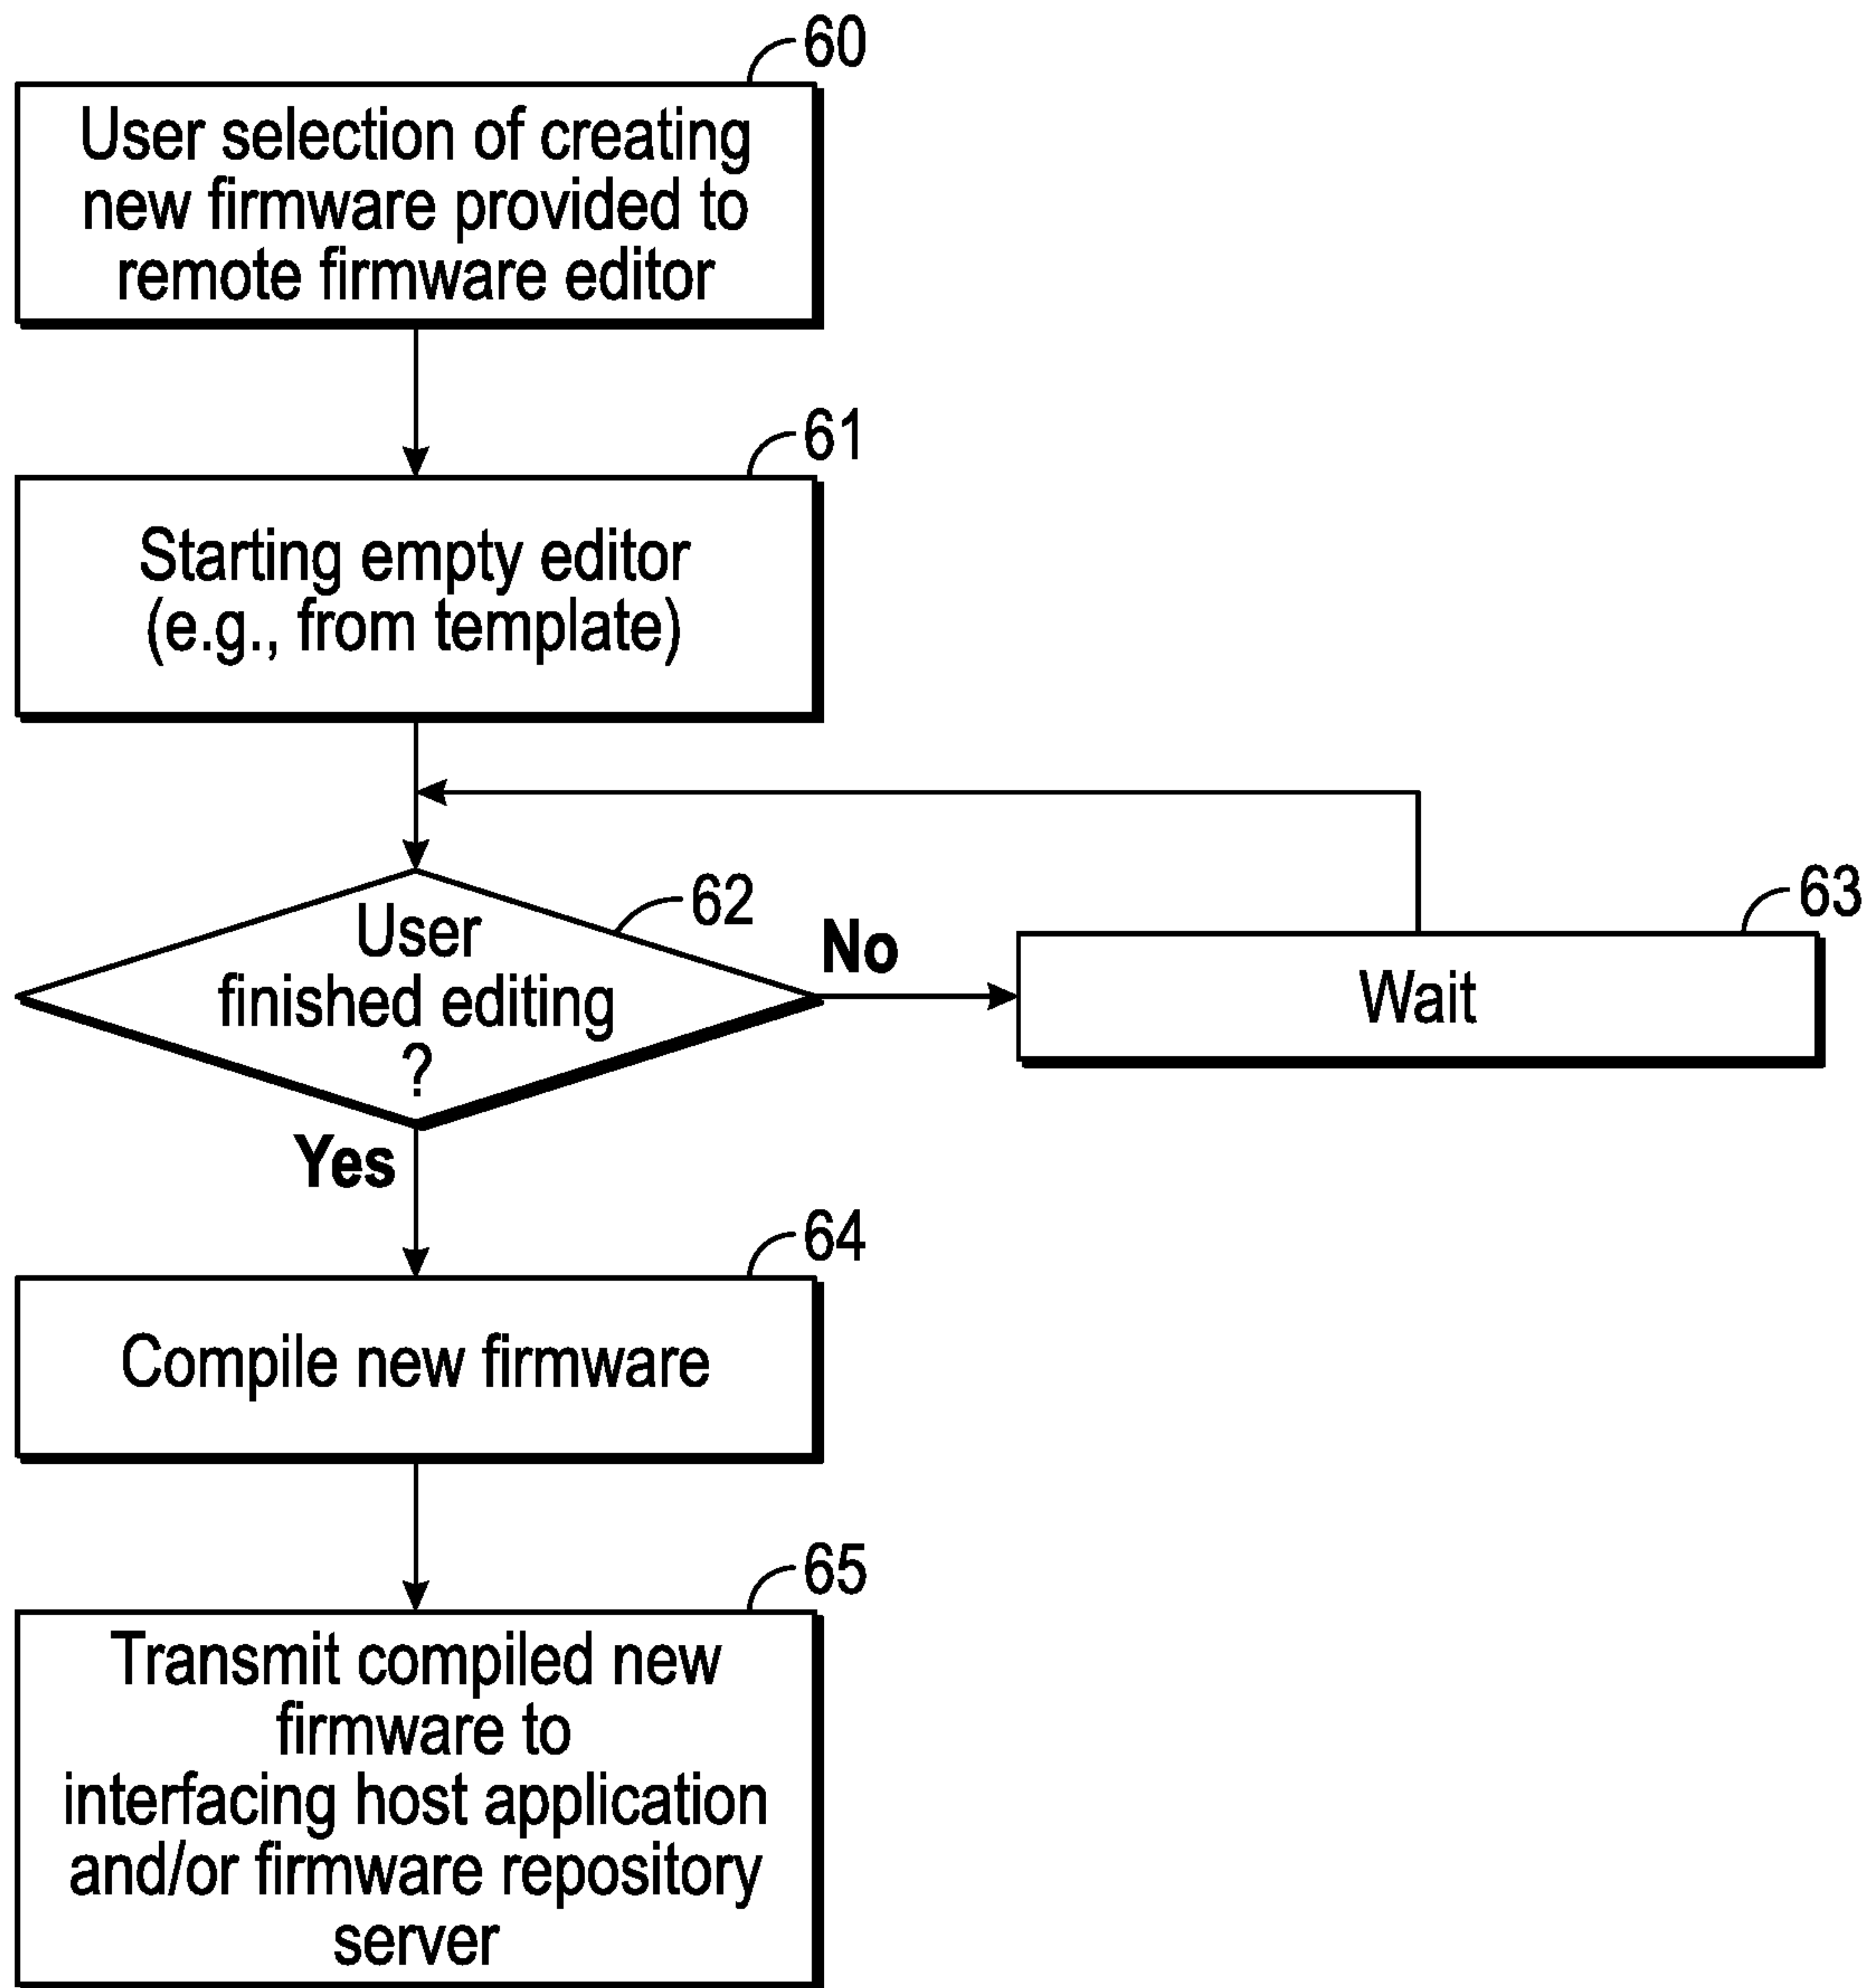 60
User selection of creating
new firmware provided to
remote firmware editor
61
Starting empty editor
(e.g., from template)
62
User
finished editing
?
No
63
Wait
Yes
64
Compile new firmware
65
Transmit compiled new
firmware to
interfacing host application
and/or firmware repository
server